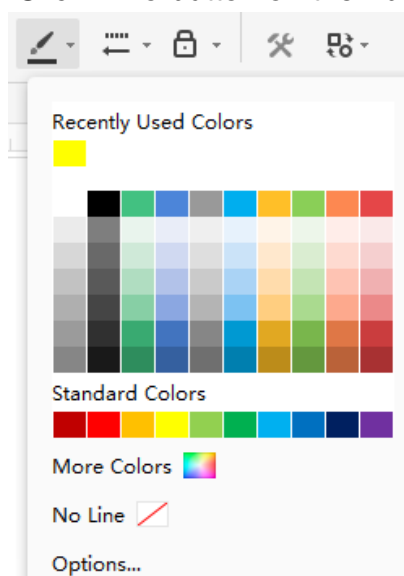 Recently Used Colors
Standard Colors
More Colors
No Line
Options...